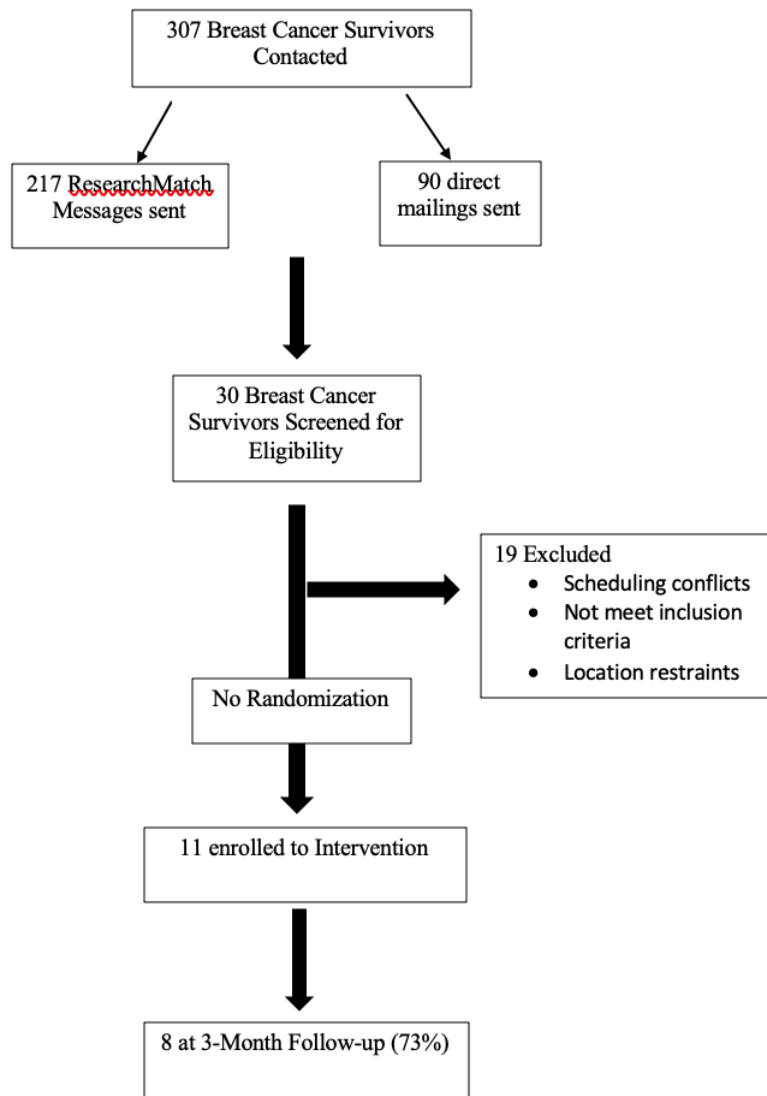 307 Breast Cancer Survivors
Contacted
217 ResearchMatch
Messages sent
90 direct
mailings sent
30 Breast Cancer
Survivors Screened for
Eligibility
19 Excluded
• Scheduling conflicts
• Not meet inclusion
criteria
• Location restraints
No Randomization
11 enrolled to Intervention
8 at 3-Month Follow-up (73%)